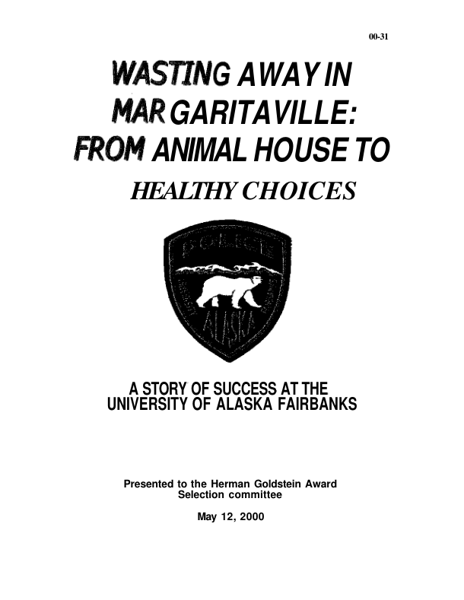 00-31
WASTING AWAY IN
MARGARITAVILLE:
FROM ANIMAL HOUSE TO
HEALTHY CHOICES
POLICE
UNIVERSITY
ALASKA
A STORY OF SUCCESS AT THE
UNIVERSITY OF ALASKA FAIRBANKS
Presented to the Herman Goldstein Award
Selection committee
May 12, 2000